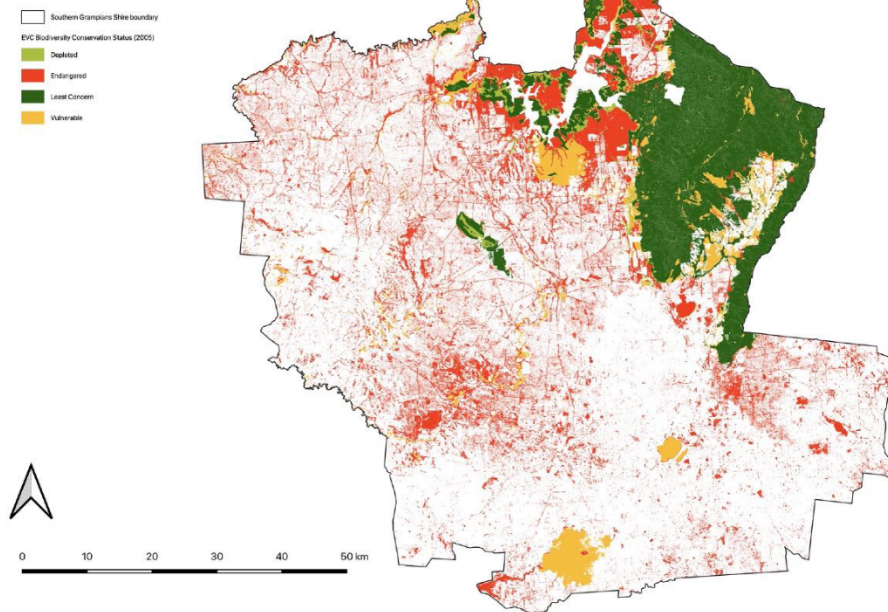 Southern Grampians Shire boundary
EVC Biodiversity Conservation Status (2005)
Depleted
Endangered
Least Concern
Vulnerable
0 10 20 30 40 50 km